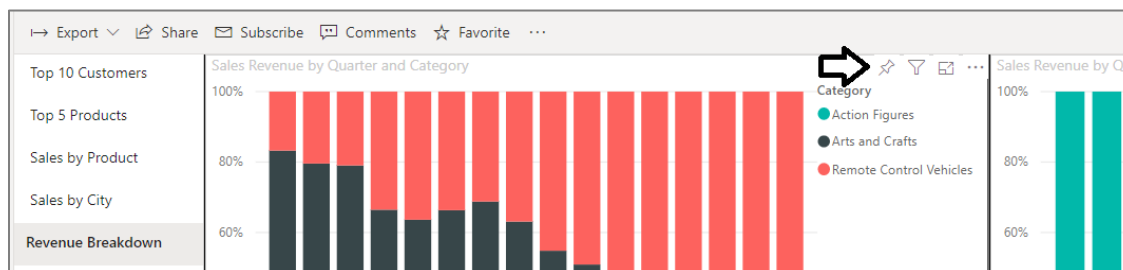 Export Share Subscribe Comments Favorite ...
Top 10 Customers
Top 5 Products
Sales by Product
Sales by City
Revenue Breakdown
Sales Revenue by Quarter and Category
100%
80%
60%
Category
Action Figures
Arts and Crafts
Remote Control Vehicles
Sales Revenue by Q
100%
80%
60%